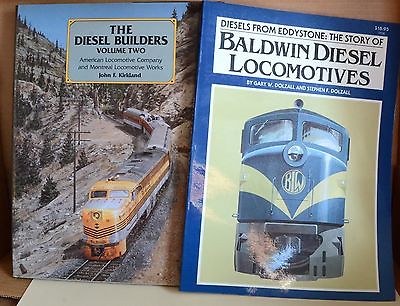 THE
DIESEL BUILDERS
VOLUME TWO
American Locomotive Company
and Montreal Locomotive Works
John F. Kirkland
$18.95
DIESELS FROM EDDYSTONE: THE STORY OF
BALDWIN DIESEL
LOCOMOTIVES
BY GARY W. DOLZALL AND STEPHEN F. DOLZALL
BLW